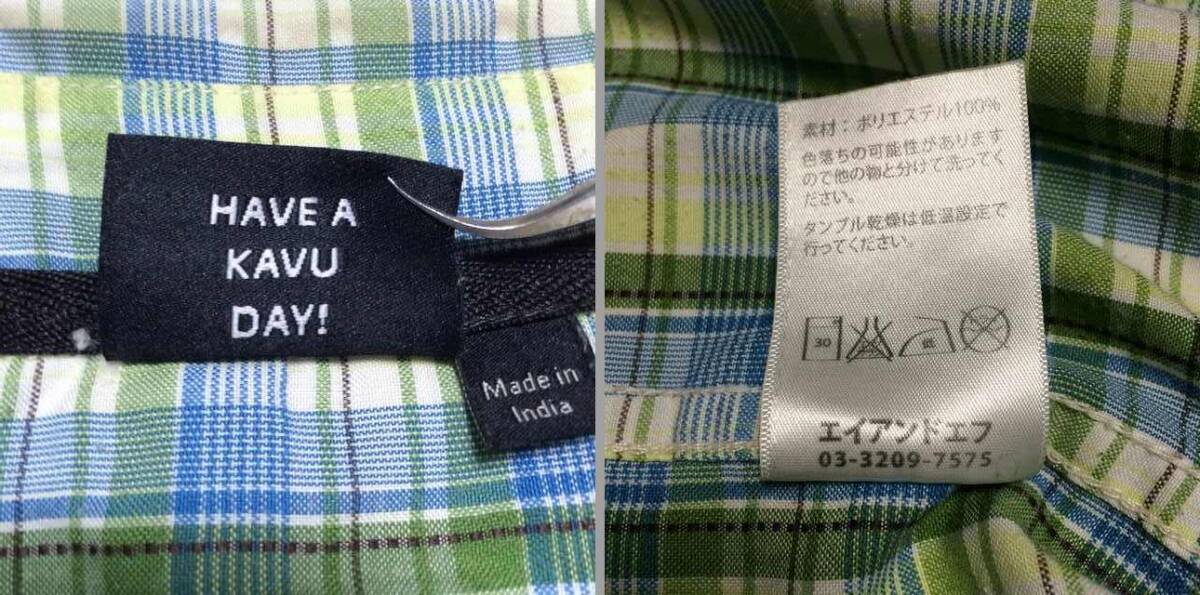 HAVE A
KAVU
DAY!
Made in
India
素材：ポリエステル100%
色落ちの可能性があります
ので他の物と分けて洗ってく
ださい。
タンブル乾燥は低温設定で
行ってください。
30
低
エイアンドエフ
03-3209-7575